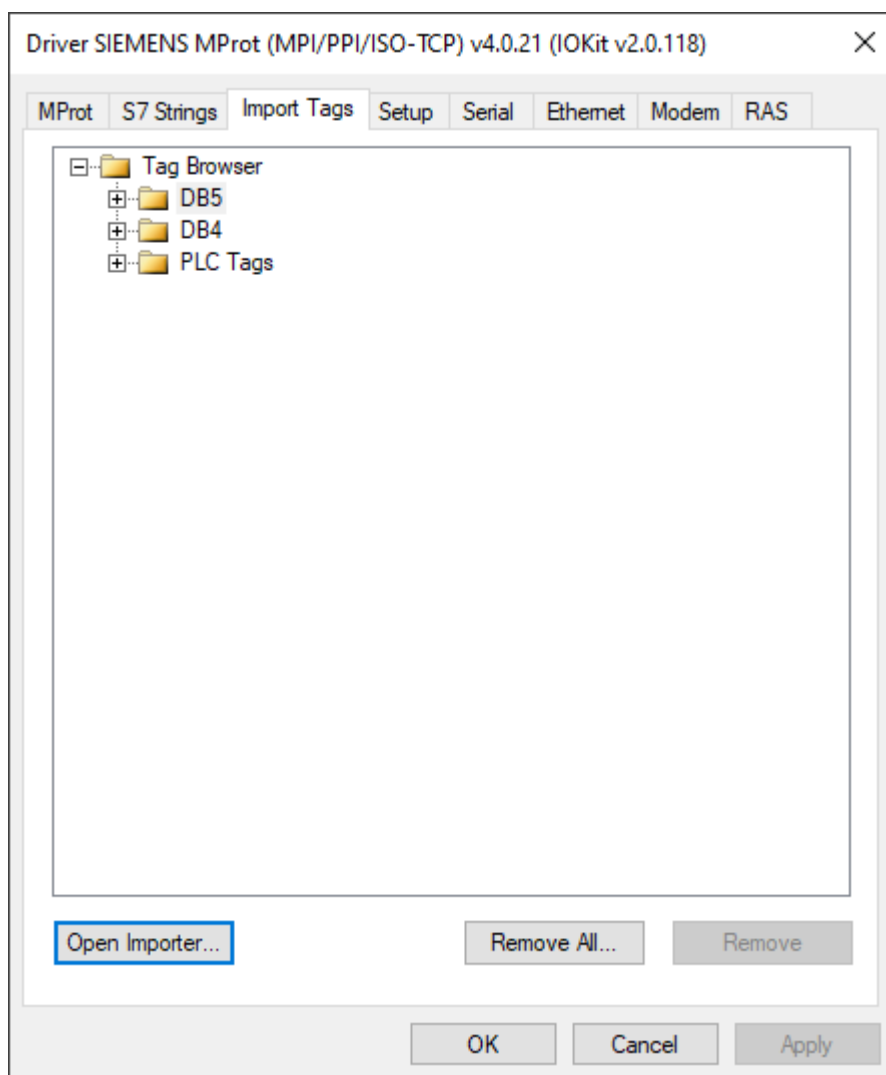 Driver SIEMENS MProt (MPI/PPI/ISO-TCP) v4.0.21 (IOKit v2.0.118)
MProt S7 Strings Import Tags Setup Serial Ethernet Modem RAS
Tag Browser
DB5
DB4
PLC Tags
Open Importer... Remove All... Remove
OK Cancel Apply